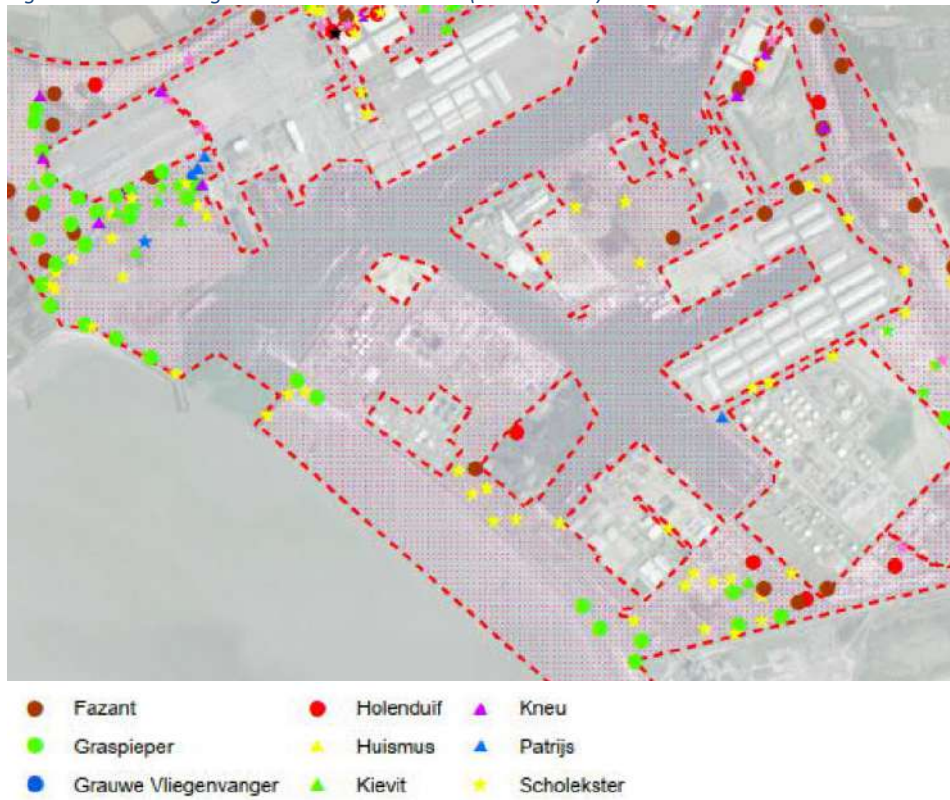 Fazant
Holenduif
Kneu
Graspieper
Huismus
Patrijs
Grauwe Vliegenvanger
Kievit
Scholekster